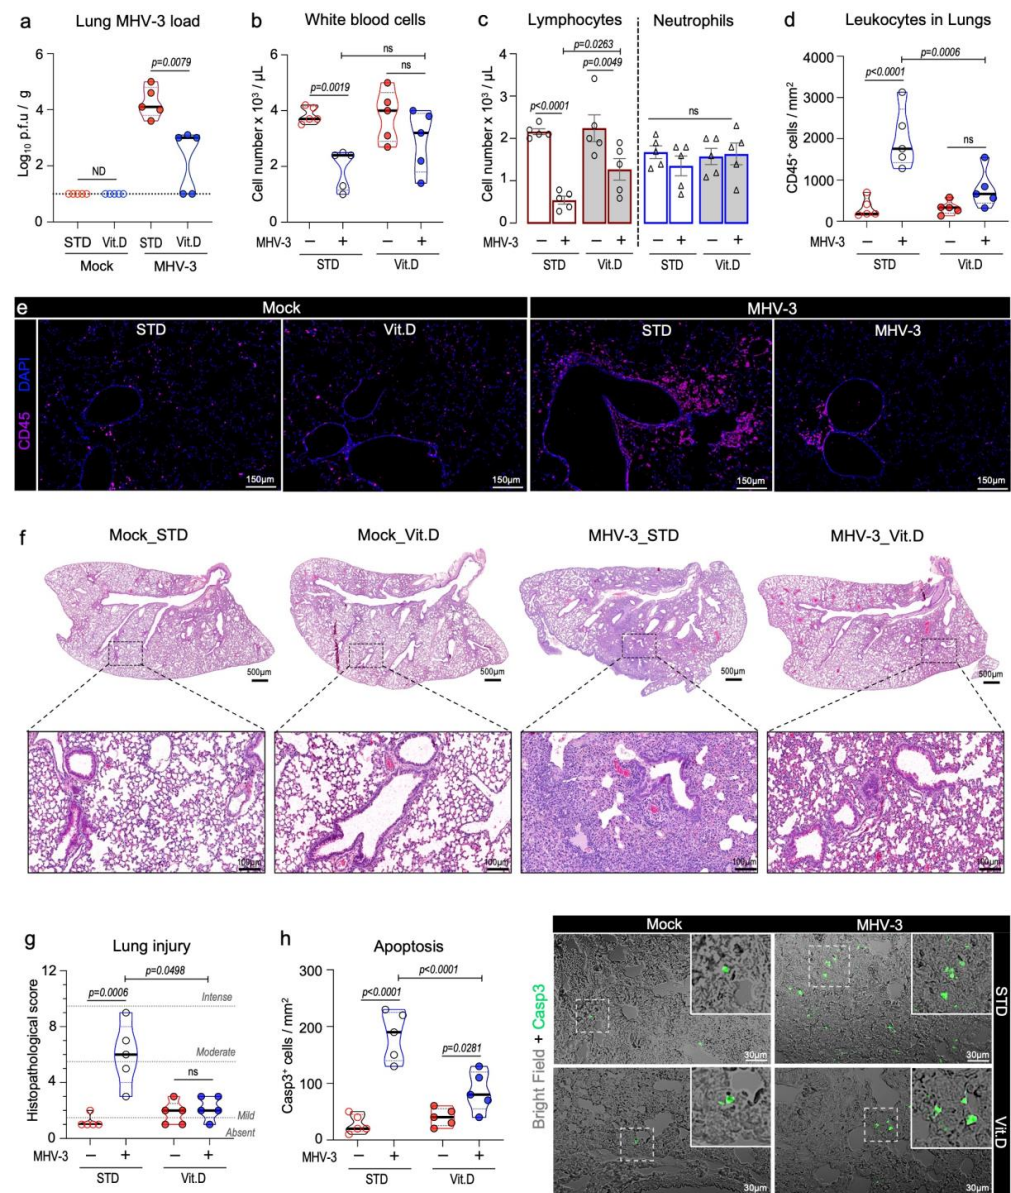 a
Lung MHV-3 load
Log10 p.f.u / g
6
4
2
0
p=0.0079
ND
STD Vit.D STD Vit.D
Mock MHV-3
b
White blood cells
Cell number x 10³ / µL
6
4
2
0
ns
ns
p=0.0019
MHV-3 − + − +
STD Vit.D
c
Lymphocytes Neutrophils
Cell number x 10³ / µL
4
3
2
1
0
p=0.0263
p=0.0049
p<0.0001
ns
MHV-3 − + − + − + − +
STD Vit.D STD Vit.D
d
Leukocytes in Lungs
CD45⁺ cells / mm²
4000
3000
2000
1000
0
p=0.0006
p<0.0001
ns
MHV-3 − + − +
STD Vit.D
e
Mock MHV-3
STD Vit.D STD MHV-3
CD45 DAPI
150µm 150µm 150µm 150µm
f
Mock_STD Mock_Vit.D MHV-3_STD MHV-3_Vit.D
500µm 500µm 500µm 500µm
100µm 100µm 100µm 100µm
g
Lung injury
Histopathological score
12
8
4
0
p=0.0498
p=0.0006
ns
Intense
Moderate
Mild
Absent
MHV-3 − + − +
STD Vit.D
h
Apoptosis
Casp3⁺ cells / mm²
300
200
100
0
p<0.0001
p<0.0001
p=0.0281
MHV-3 − + − +
STD Vit.D
Mock MHV-3
Bright Field + Casp3
STD
30µm 30µm
Vit.D
30µm 30µm